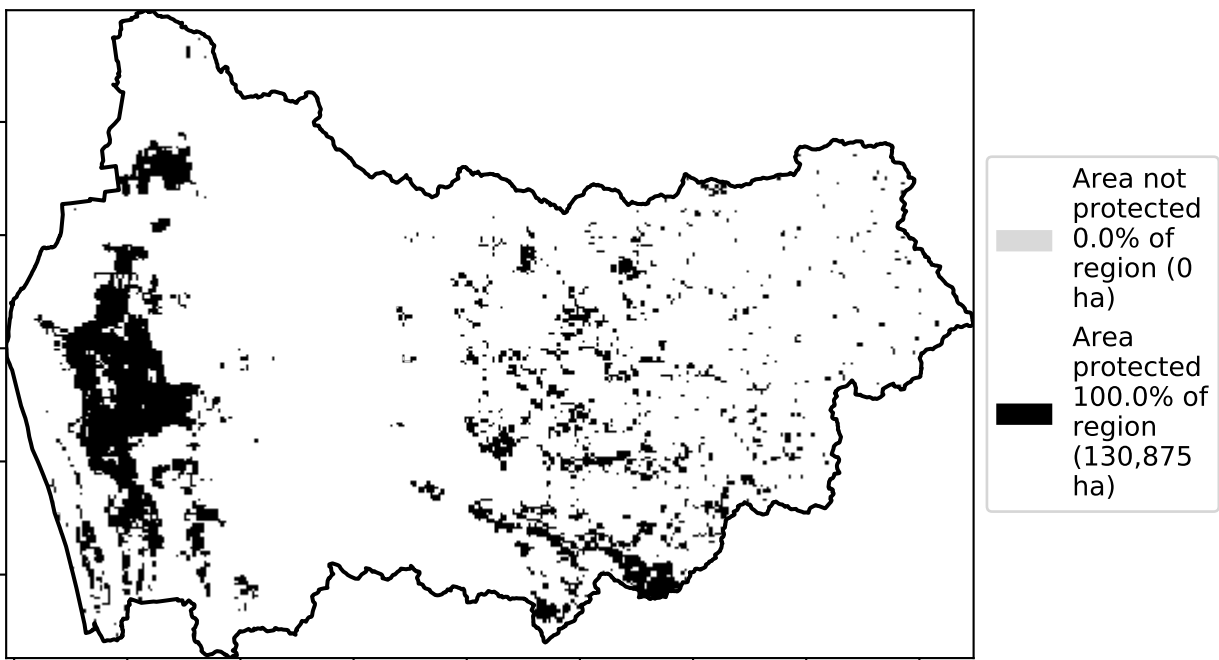 Area not
protected
0.0% of
region (0
ha)
Area
protected
100.0% of
region
(130,875
ha)